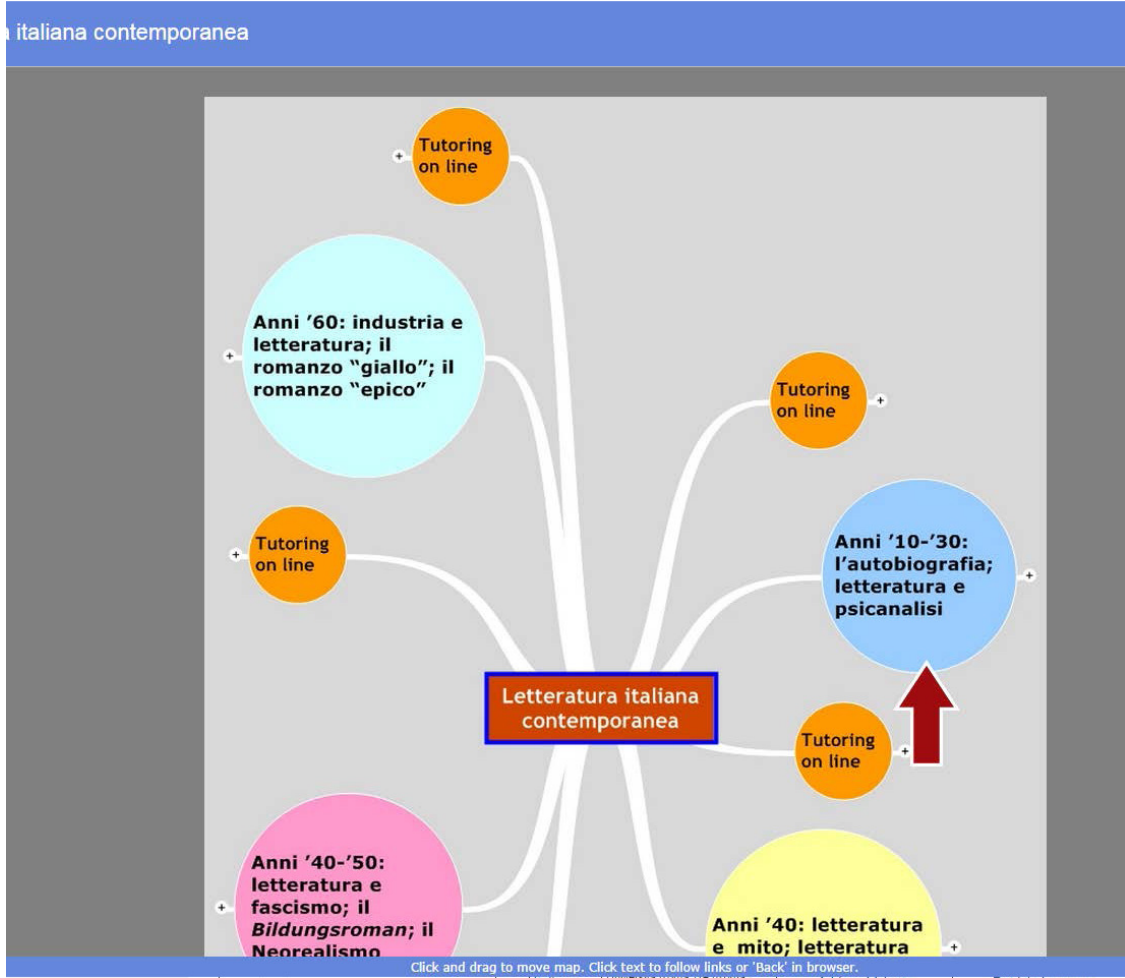 italiana contemporanea
Tutoring
on line
Anni '60: industria e
letteratura; il
romanzo “giallo”; il
romanzo “epico”
Tutoring
on line
Anni '10-'30:
l'autobiografia;
letteratura e
psicanalisi
Tutoring
on line
Letteratura italiana
contemporanea
Tutoring
on line
Anni '40-'50:
letteratura e
fascismo; il
Bildungsroman; il
Neorealismo
Anni '40: letteratura
e mito; letteratura
Click and drag to move map. Click text to follow links or 'Back' in browser.